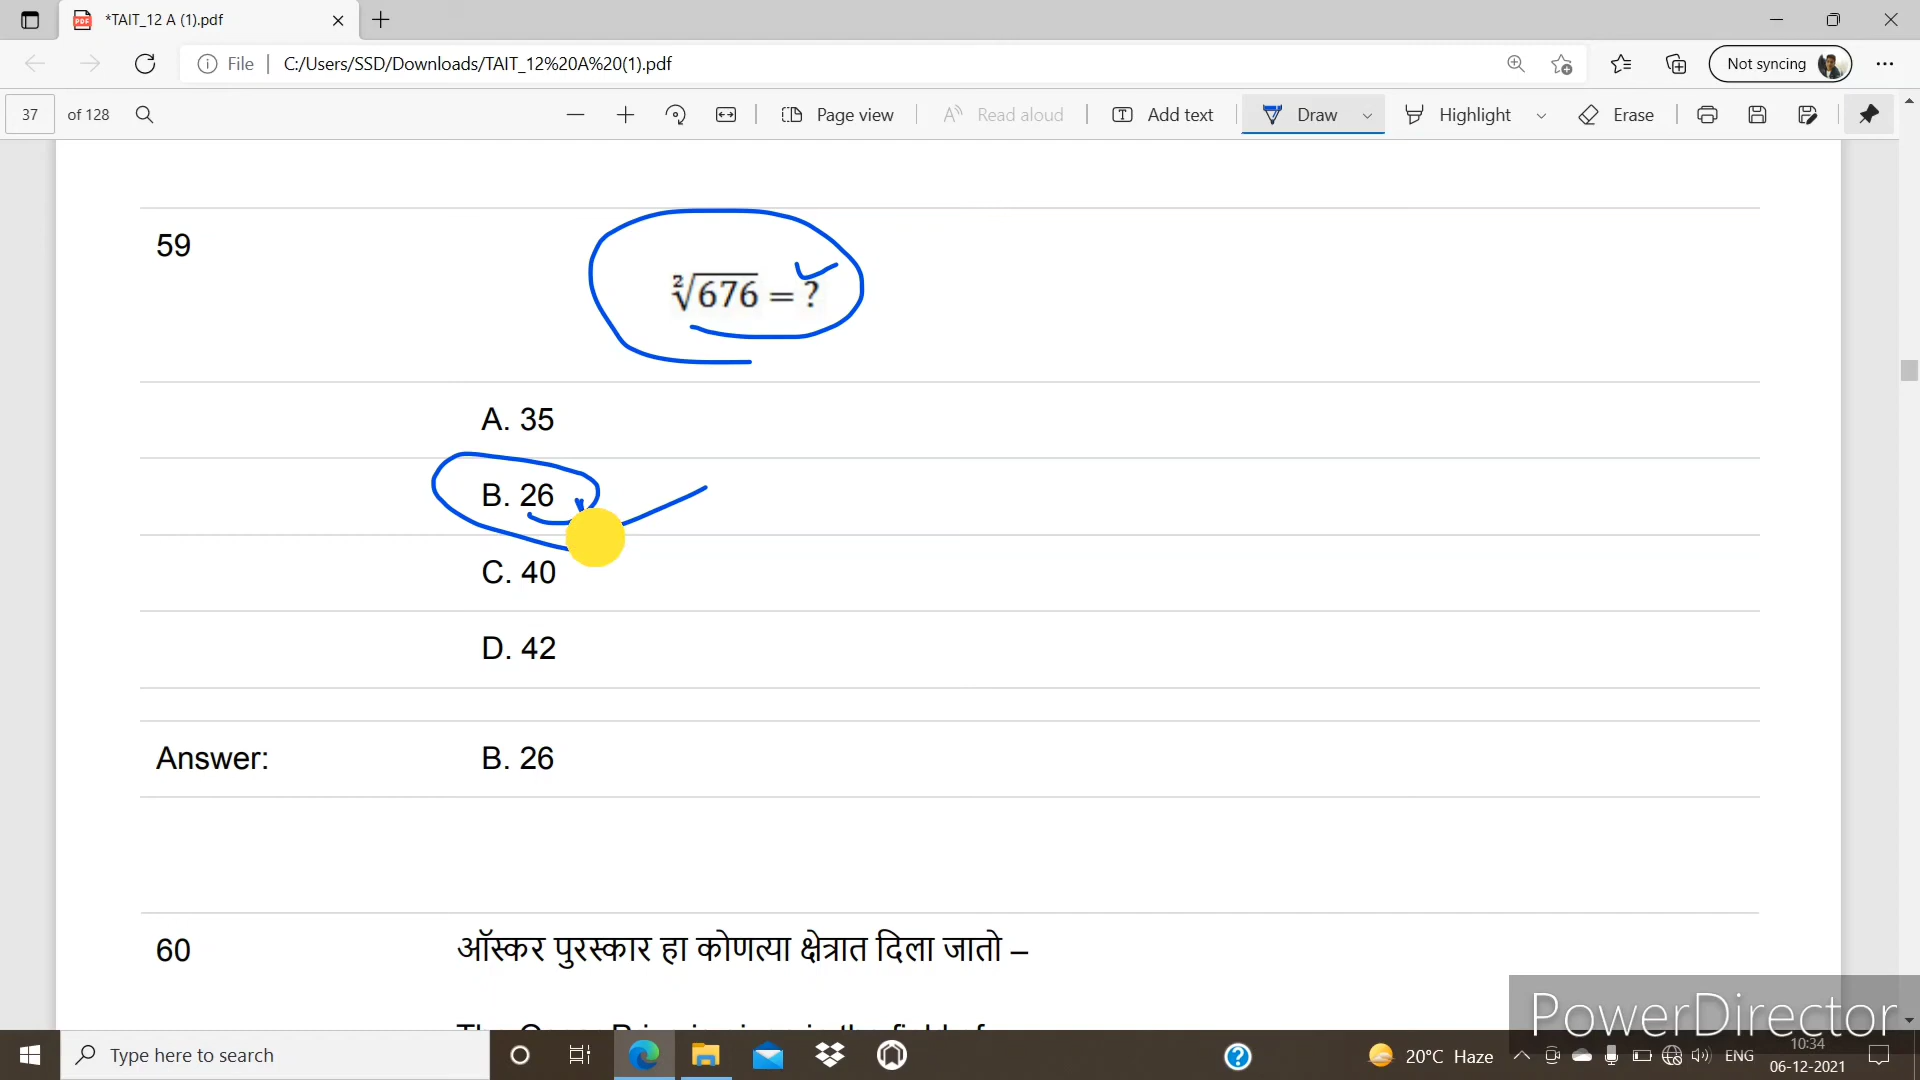 *TAIT_12 A (1).pdf
File
C:/Users/SSD/Downloads/TAIT_12%20A%20(1).pdf
Not syncing
37 of 128
Page view
Read aloud
Add text
Draw
Highlight
Erase
59
²√676 = ?
A. 35
B. 26
C. 40
D. 42
Answer: B. 26
60 ऑस्कर पुरस्कार हा कोणत्या क्षेत्रात दिला जातो –
PowerDirector
Type here to search
20°C Haze
ENG
10:34
06-12-2021